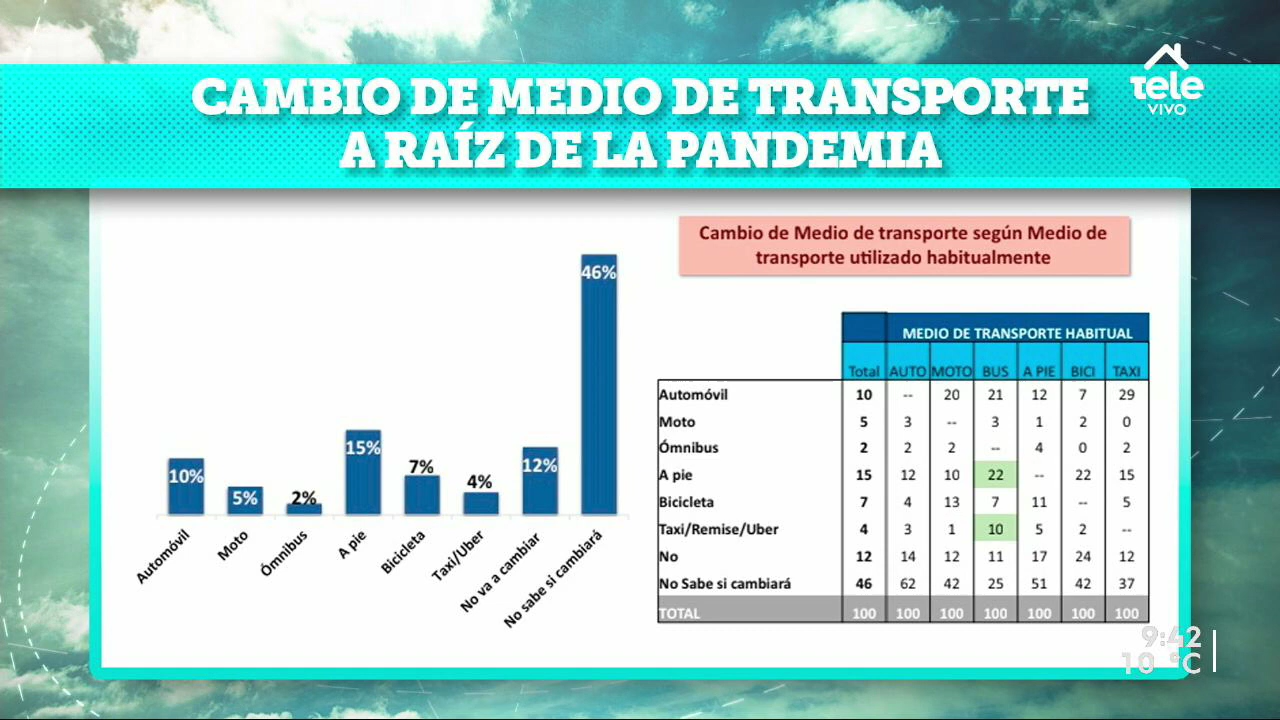 CAMBIO DE MEDIO DE TRANSPORTE
A RAÍZ DE LA PANDEMIA
tele
VIVO
46%
10%
5%
2%
15%
7%
4%
12%
Automóvil
Moto
Ómnibus
A pie
Bicicleta
Taxi/Uber
No va a cambiar
No sabe si cambiará
Cambio de Medio de transporte según Medio de
transporte utilizado habitualmente
MEDIO DE TRANSPORTE HABITUAL
Total AUTO MOTO BUS A PIE BICI TAXI
Automóvil 10 -- 20 21 12 7 29
Moto 5 3 -- 3 1 2 0
Ómnibus 2 2 2 -- 4 0 2
A pie 15 12 10 22 -- 22 15
Bicicleta 7 4 13 7 11 -- 5
Taxi/Remise/Uber 4 3 1 10 5 2 --
No 12 14 12 11 17 24 12
No Sabe si cambiará 46 62 42 25 51 42 37
TOTAL 100 100 100 100 100 100 100
9:42
10 °C